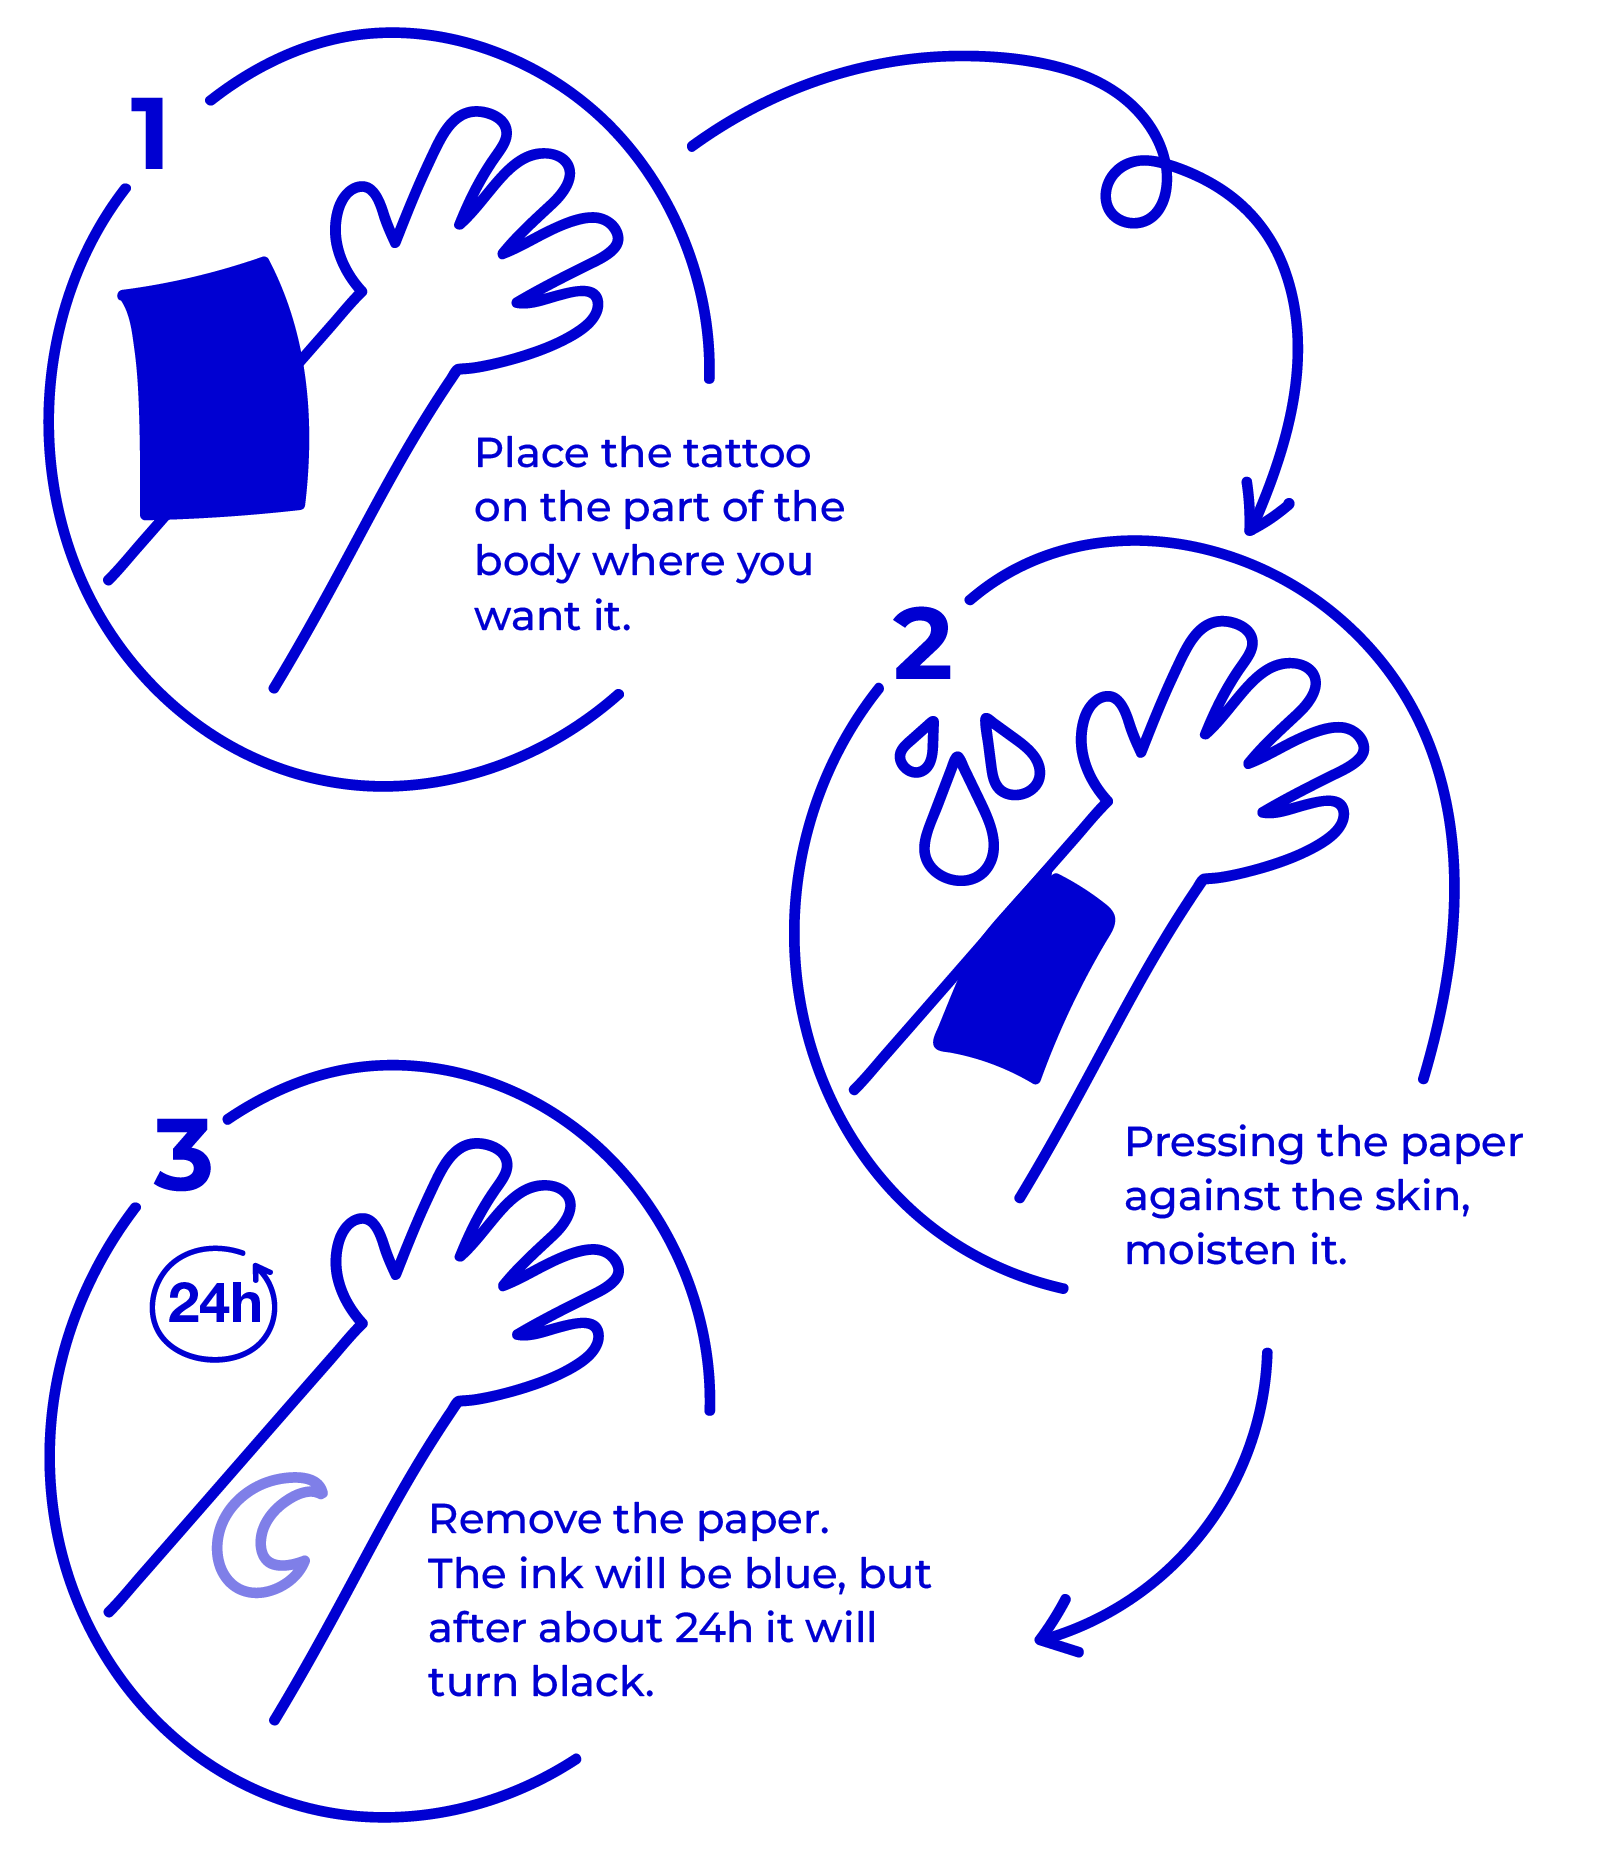 1
Place the tattoo
on the part of the
body where you
want it.
2
Pressing the paper
against the skin,
moisten it.
3
24h
Remove the paper.
The ink will be blue, but
after about 24h it will
turn black.